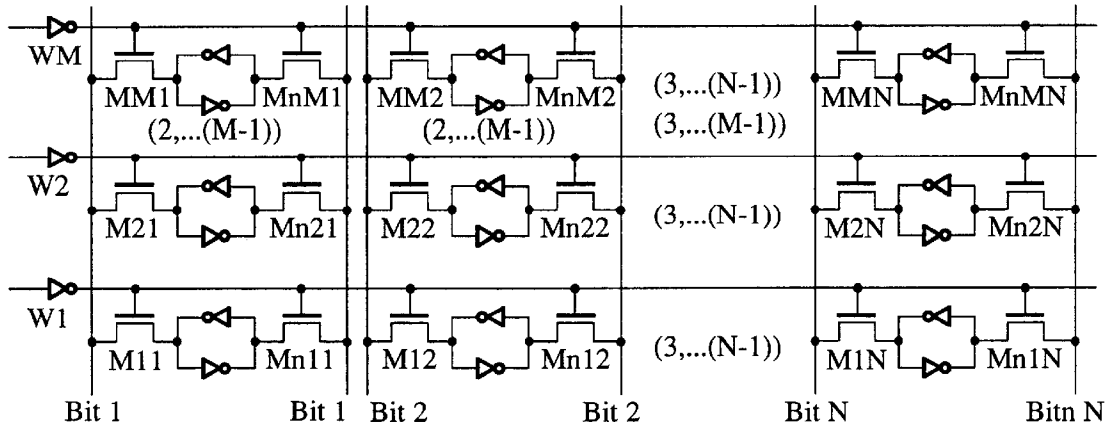 WM
MM1 MnM1 MM2 MnM2 (3,...(N-1)) MMN MnMN
(2,...(M-1)) (2,...(M-1)) (3,...(M-1))
W2
M21 Mn21 M22 Mn22 (3,...(N-1)) M2N Mn2N
W1
M11 Mn11 M12 Mn12 (3,...(N-1)) M1N Mn1N
Bit 1 Bit 1 Bit 2 Bit 2 Bit N Bitn N